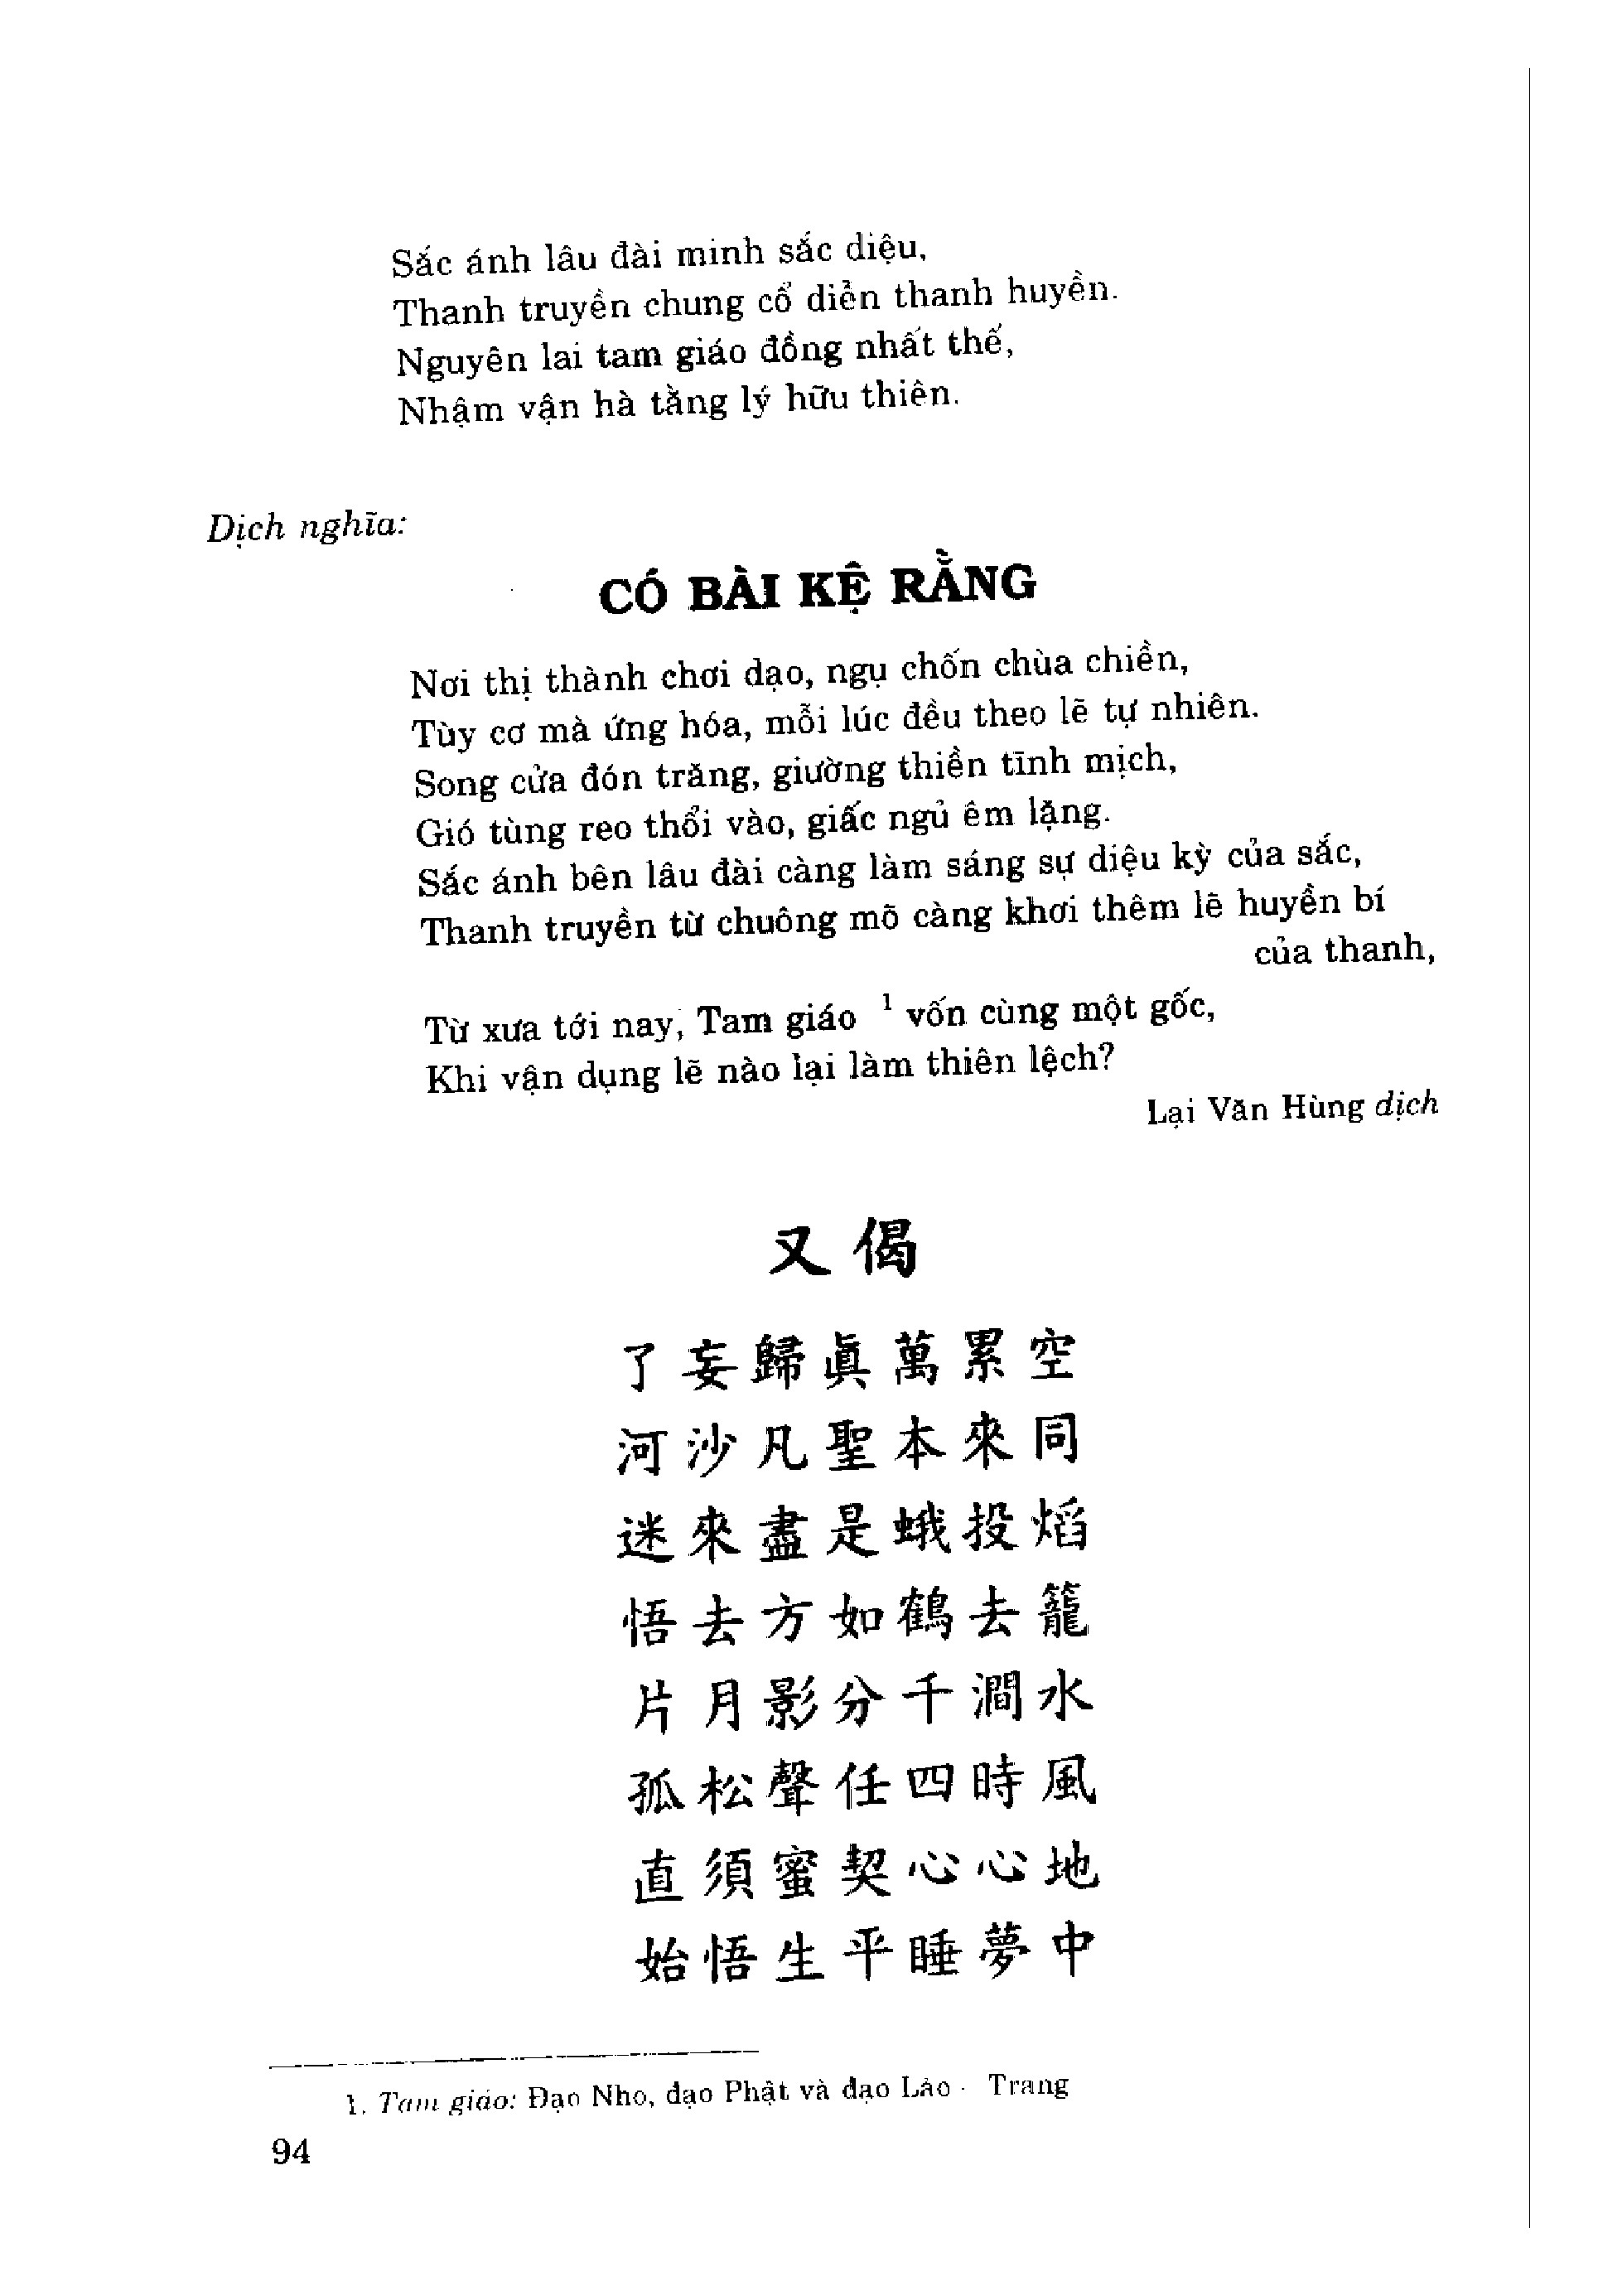 Sắc ánh lâu đài minh sắc diệu,
Thanh truyền chung cổ diễn thanh huyền.
Nguyên lai tam giáo đồng nhất thể,
Nhậm vận hà tằng lý hữu thiên.
Dịch nghĩa:
CÓ BÀI KỆ RẰNG
Nơi thị thành chơi dạo, ngụ chốn chùa chiền,
Tùy cơ mà ứng hóa, mỗi lúc đều theo lẽ tự nhiên.
Song cửa đón trăng, giường thiền tĩnh mịch,
Gió tùng reo thổi vào, giấc ngủ êm lặng.
Sắc ánh bên lâu đài càng làm sáng sự diệu kỳ của sắc,
Thanh truyền từ chuông mõ càng khơi thêm lẽ huyền bí
của thanh,
Từ xưa tới nay, Tam giáo ¹ vốn cùng một gốc,
Khi vận dụng lẽ nào lại làm thiên lệch?
Lại Văn Hùng dịch
又偈
了妄歸眞萬累空
河沙凡聖本來同
迷來盡是蛾投焰
悟去方如鶴去籠
片月影分千澗水
孤松聲任四時風
直須蜜契心心地
始悟生平睡夢中
1. Tam giáo: Đạo Nho, đạo Phật và đạo Lão - Trang
94